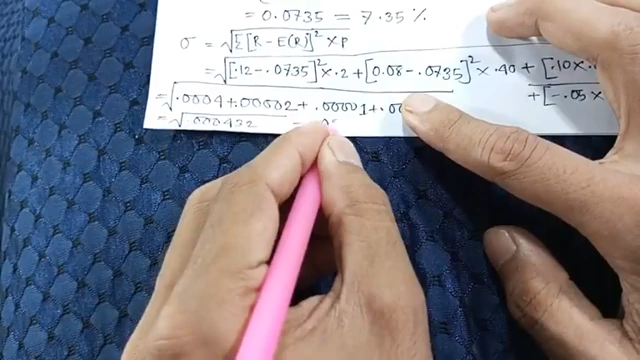 = 0.0735 = 7.35 %
σ = √Σ[R - E(R)]² × P
= √[.12 - .0735]² × .2 + [0.08 - .0735]² × .40 + [.10 ×
+ [-.05 ×
= √.0004 + .00002 + .00001 + .00
= √.000432 =